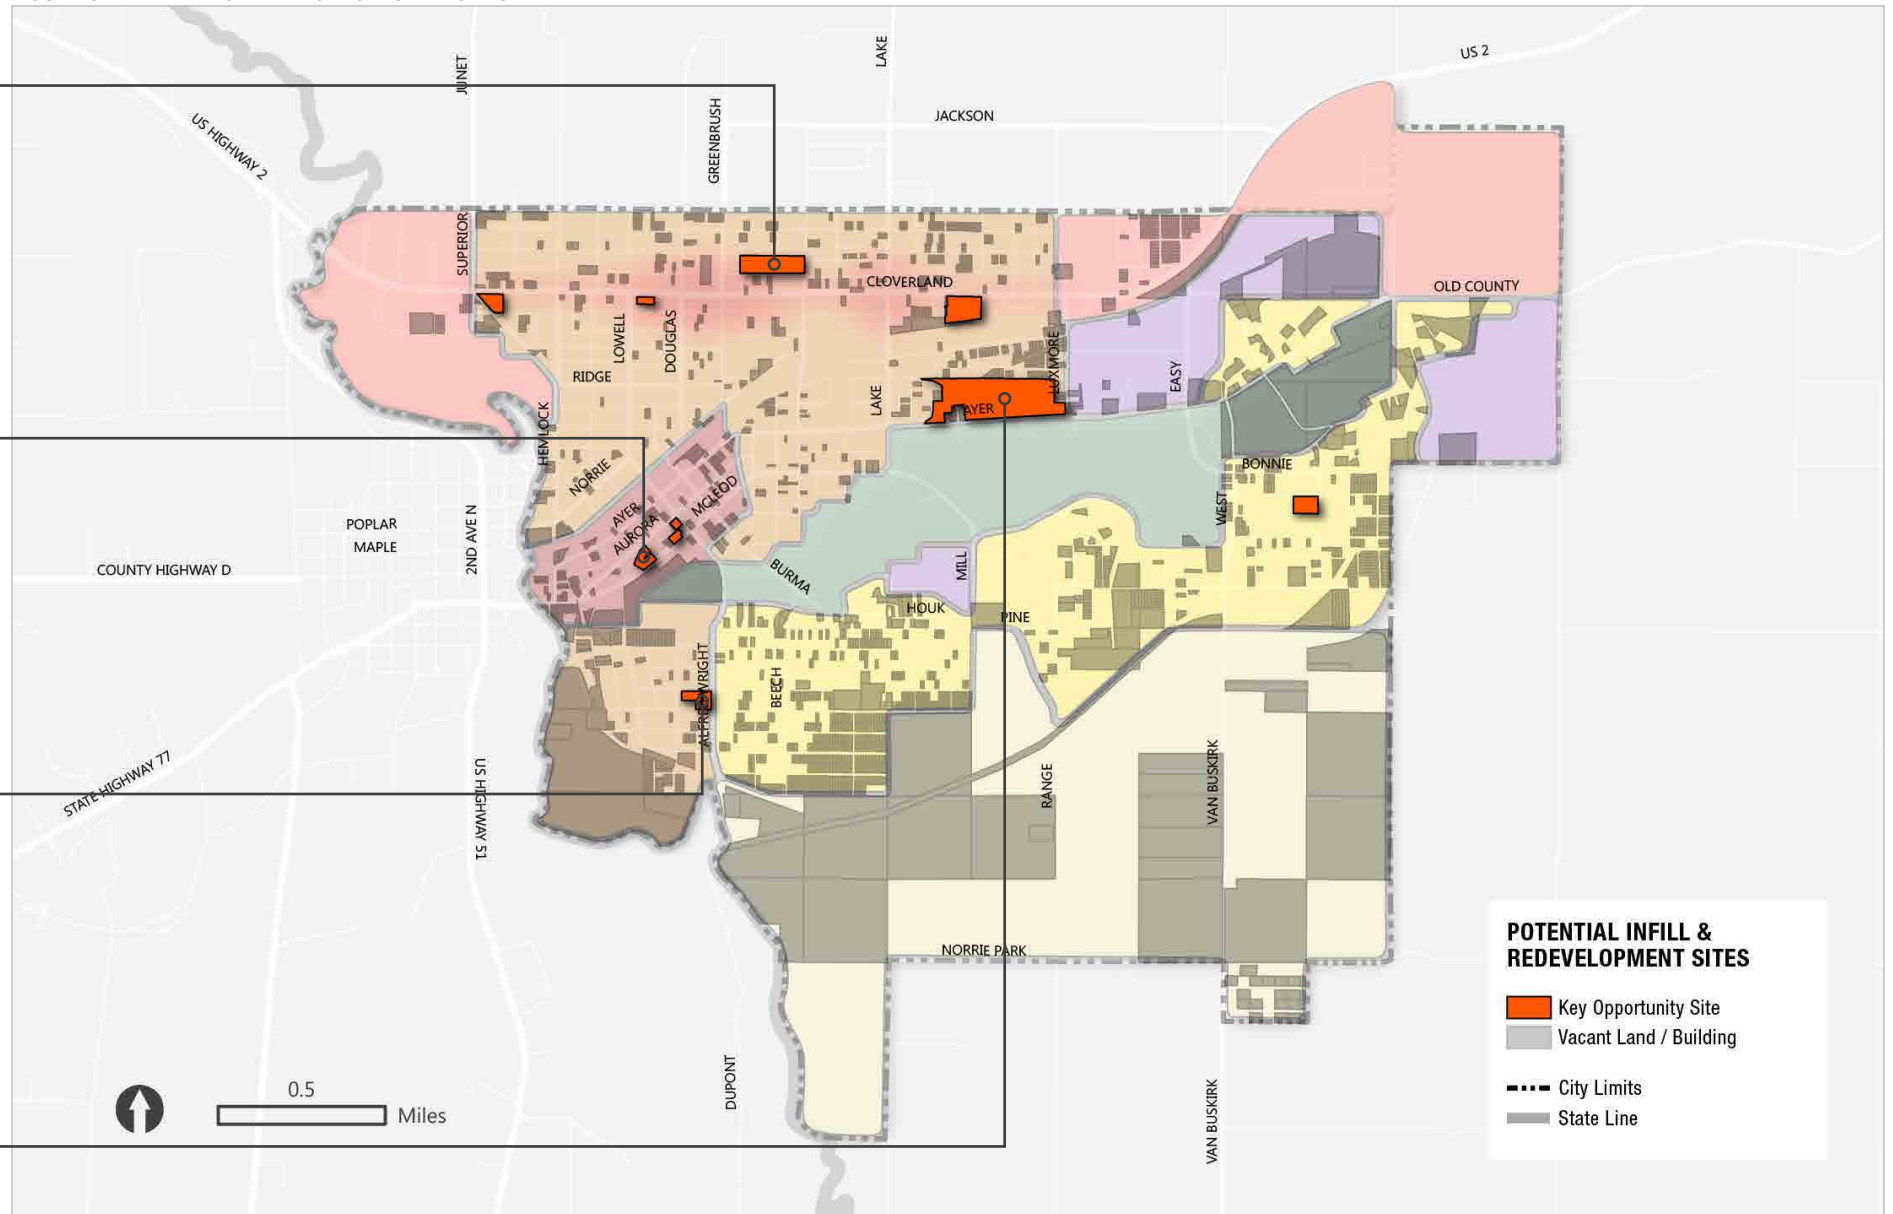 US 2
LAKE
JUNET
GREENBRUSH
JACKSON
US HIGHWAY 2
SUPERIOR
CLOVERLAND
OLD COUNTY
LOWELL
DOUGLAS
LUXMORE
RIDGE
EASY
LAKE
AYER
HEMLOCK
NORRIE
BONNIE
MCLEOD
AYER
AURORA
WEST
POPLAR
MAPLE
2ND AVE N
COUNTY HIGHWAY D
BURMA
MILL
HOUK
PINE
ALFRED WRIGHT
BEECH
STATE HIGHWAY 77
US HIGHWAY 51
RANGE
VAN BUSKIRK
NORRIE PARK
DUPONT
VAN BUSKIRK
0.5
Miles
POTENTIAL INFILL &
REDEVELOPMENT SITES
Key Opportunity Site
Vacant Land / Building
City Limits
State Line